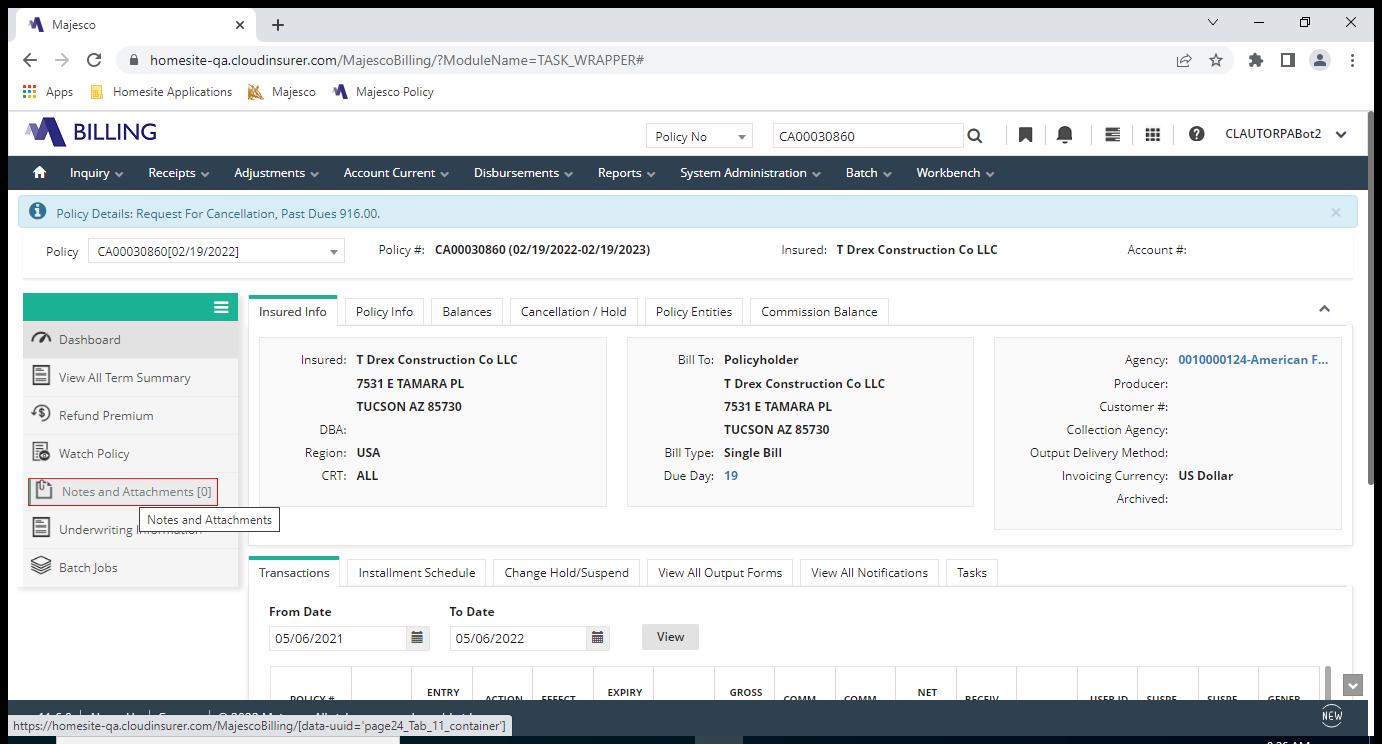 Majesco
homesite-qa.cloudinsurer.com/MajescoBilling/?ModuleName=TASK_WRAPPER#
Apps Homesite Applications Majesco Majesco Policy
BILLING Policy No CA00030860 CLAUTORPABot2
Inquiry Receipts Adjustments Account Current Disbursements Reports System Administration Batch Workbench
Policy Details: Request For Cancellation, Past Dues 916.00.
Policy CA00030860[02/19/2022] Policy #: CA00030860 (02/19/2022-02/19/2023) Insured: T Drex Construction Co LLC Account #:
Dashboard
View All Term Summary
Refund Premium
Watch Policy
Notes and Attachments [0]
Notes and Attachments
Underwriting
Batch Jobs
Insured Info Policy Info Balances Cancellation / Hold Policy Entities Commission Balance
Insured: T Drex Construction Co LLC
7531 E TAMARA PL
TUCSON AZ 85730
DBA:
Region: USA
CRT: ALL
Bill To: Policyholder
T Drex Construction Co LLC
7531 E TAMARA PL
TUCSON AZ 85730
Bill Type: Single Bill
Due Day: 19
Agency: 0010000124-American F...
Producer:
Customer #:
Collection Agency:
Output Delivery Method:
Invoicing Currency: US Dollar
Archived:
Transactions Installment Schedule Change Hold/Suspend View All Output Forms View All Notifications Tasks
From Date To Date
05/06/2021 05/06/2022 View
ENTRY EXPIRY GROSS NET
POLICY # ACTION EFFECT COMM COMM RECEIV USER ID SUSPE SUSPE GENER
NEW
https://homesite-qa.cloudinsurer.com/MajescoBilling/[data-uuid='page24_Tab_11_container']